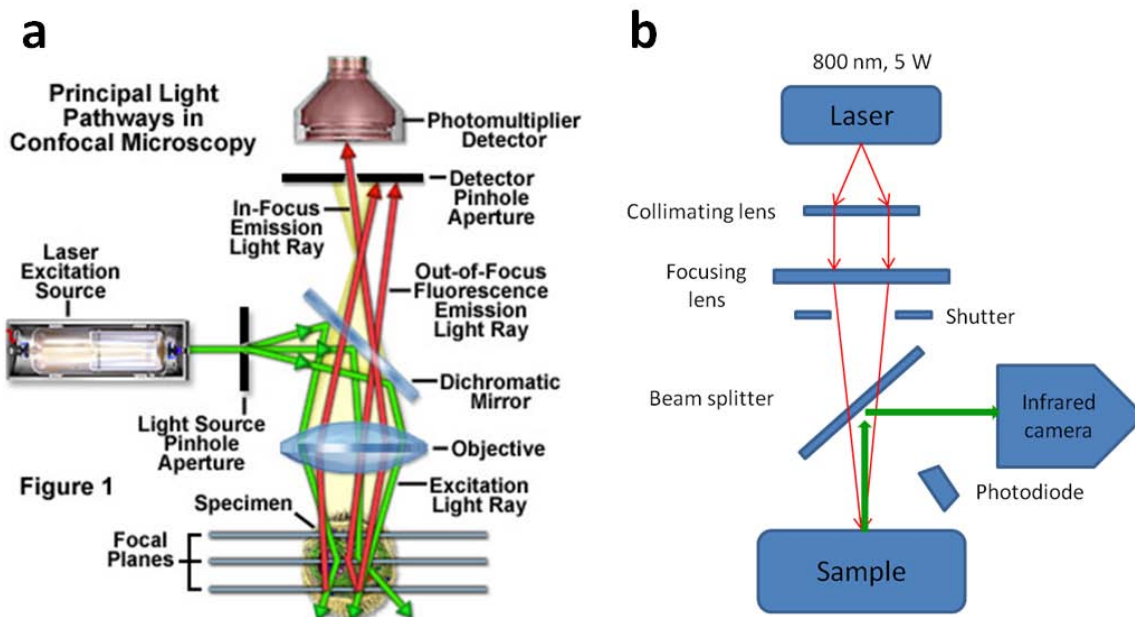 a
Principal Light
Pathways in
Confocal Microscopy
Photomultiplier
Detector
Detector
Pinhole
Aperture
In-Focus
Emission
Light Ray
Laser
Excitation
Source
Out-of-Focus
Fluorescence
Emission
Light Ray
Dichromatic
Mirror
Light Source
Pinhole
Aperture
Objective
Figure 1
Excitation
Light Ray
Specimen
Focal
Planes
b
800 nm, 5 W
Laser
Collimating lens
Focusing
lens
Shutter
Beam splitter
Infrared
camera
Photodiode
Sample